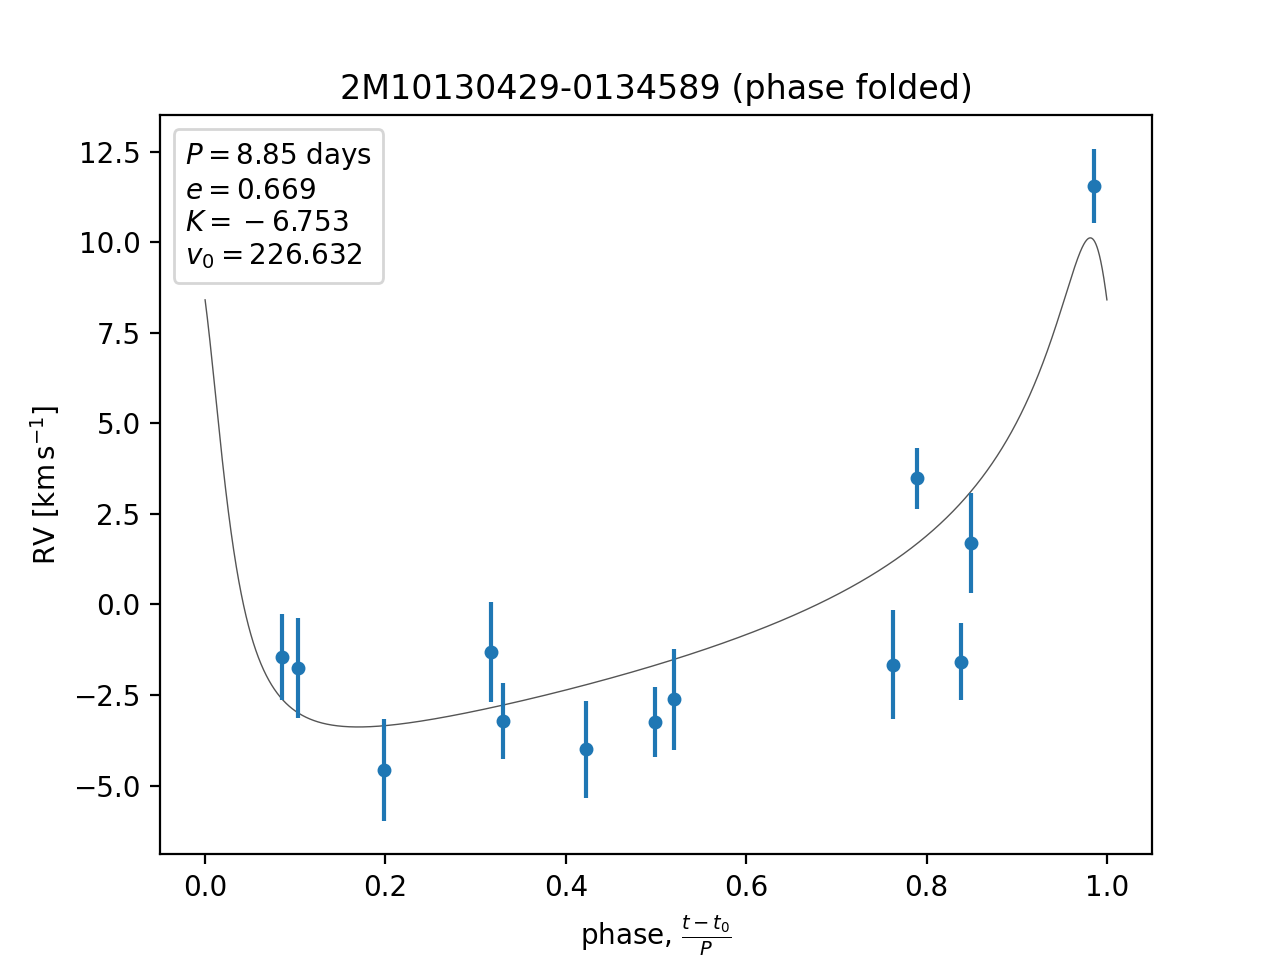 2M10130429-0134589 (phase folded)
P = 8.85 days
e = 0.669
K = −6.753
v₀ = 226.632
12.5
10.0
7.5
5.0
2.5
0.0
−2.5
−5.0
RV [km s⁻¹]
0.0 0.2 0.4 0.6 0.8 1.0
phase, (t − t₀)/P